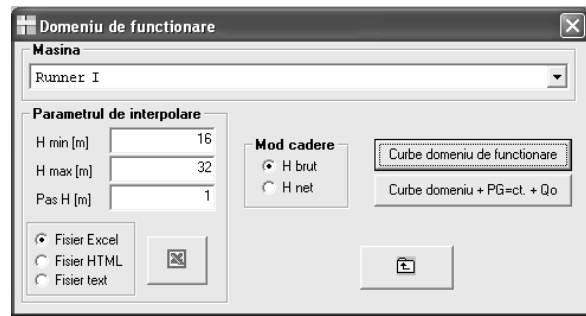 Domeniu de functionare
Masina
Runner I
Parametrul de interpolare
H min [m] 16
H max [m] 32
Pas H [m] 1
Mod cadere
H brut
H net
Curbe domeniu de functionare
Curbe domeniu + PG=ct. + Qo
Fisier Excel
Fisier HTML
Fisier text